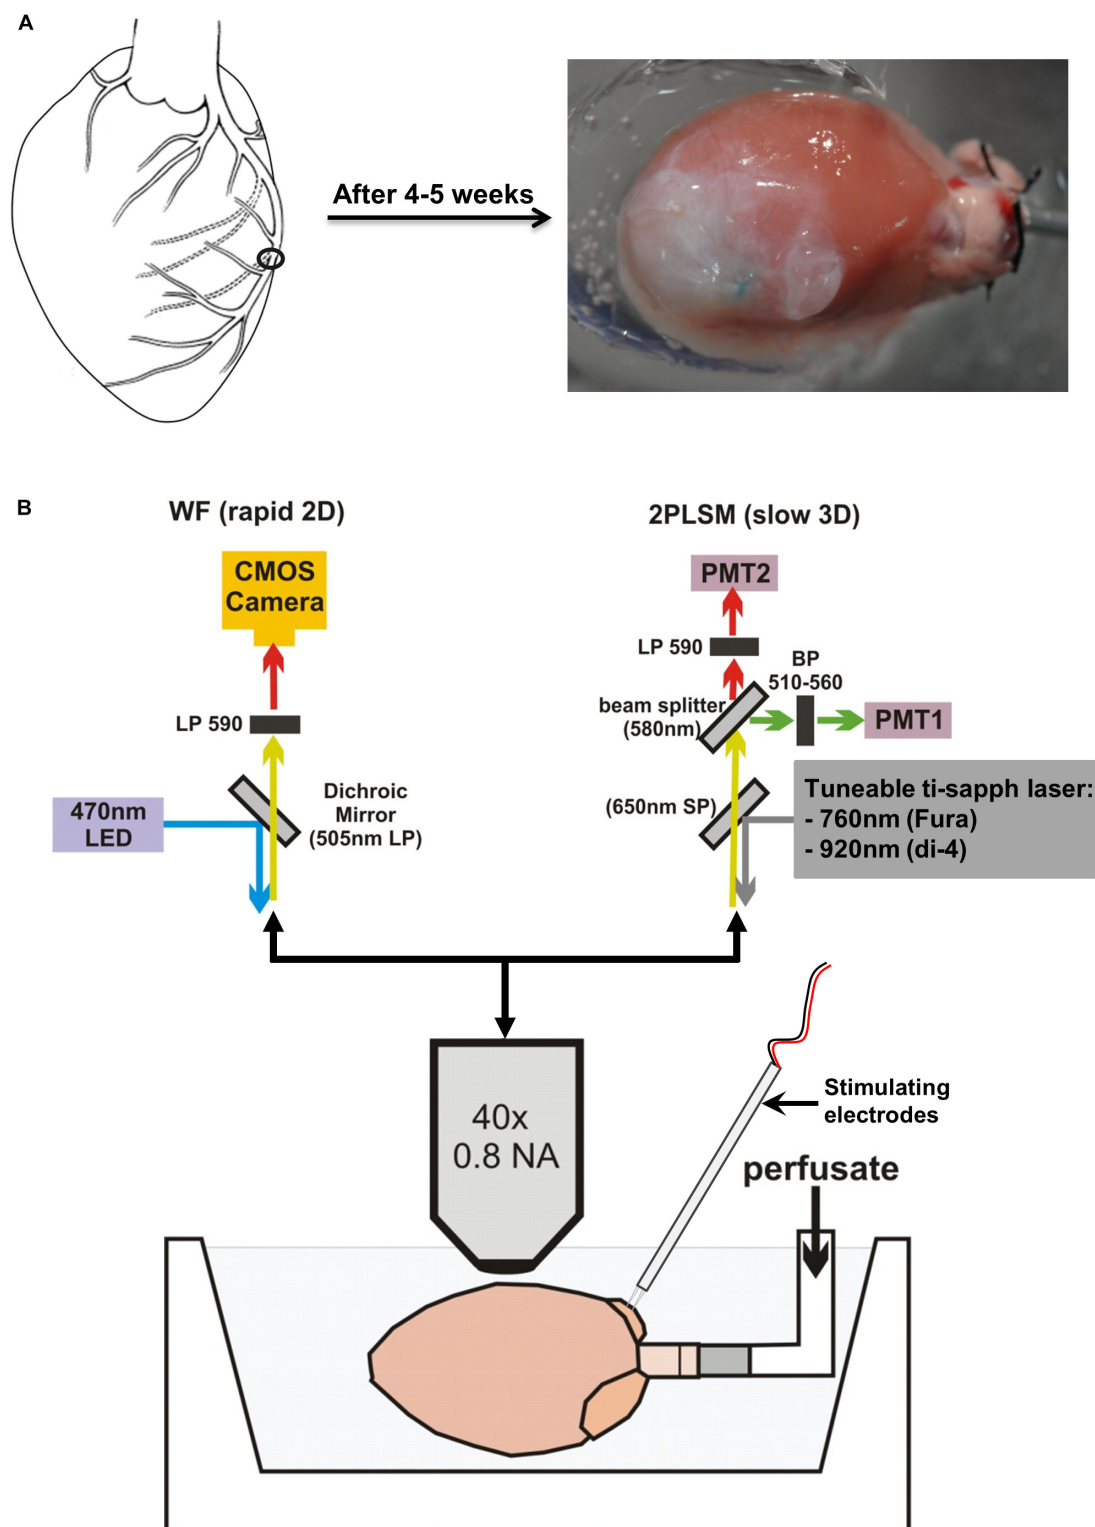 A
After 4-5 weeks
B
WF (rapid 2D)
CMOS
Camera
LP 590
470nm
LED
Dichroic
Mirror
(505nm LP)
2PLSM (slow 3D)
PMT2
LP 590
BP
510-560
beam splitter
(580nm)
PMT1
(650nm SP)
Tuneable ti-sapph laser:
- 760nm (Fura)
- 920nm (di-4)
40x
0.8 NA
Stimulating
electrodes
perfusate